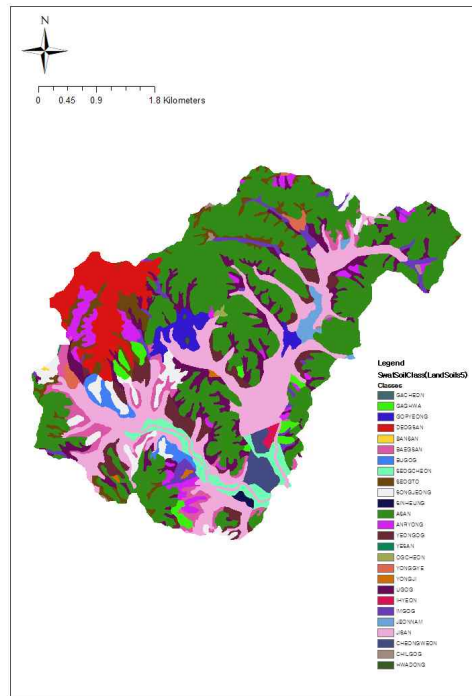 N
0 0.45 0.9 1.8 Kilometers
Legend
SwatSoilClass(LandSoils5)
Classes
GACHEON
GAGHWA
GOPYEONG
DEOGSAN
BANSAN
BAEGSAN
BUGOG
SEOGCHEON
SEOGTO
SONGJEONG
SINHEUNG
ASAN
ANRYONG
YEONGOG
YESAN
OGCHEON
YONGGYE
YONGJI
UGOG
IHYEON
IMGOG
JEONNAM
JISAN
CHEONGWEON
CHILGOG
HWADONG